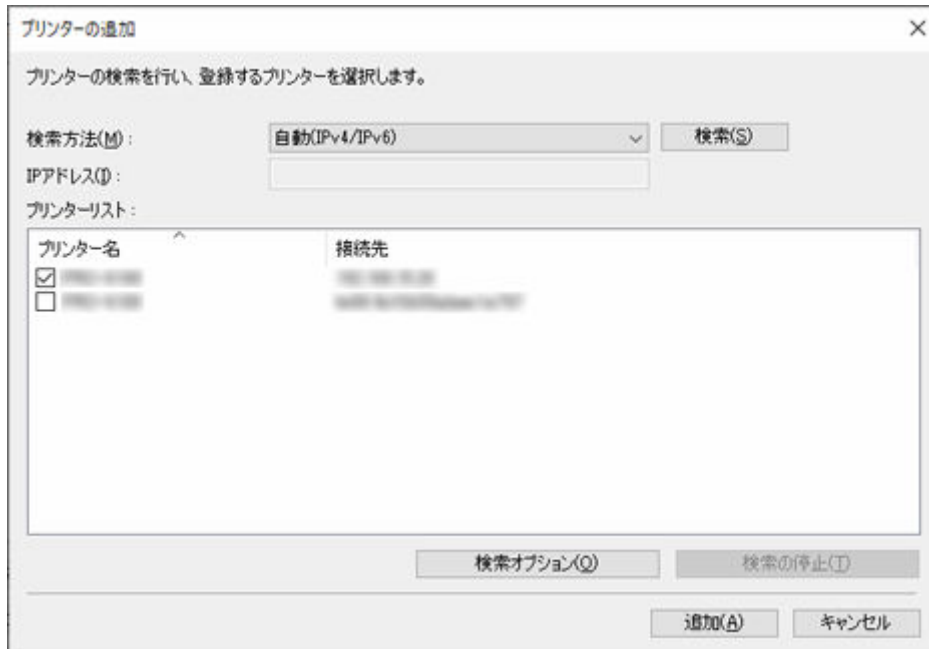 プリンターの追加
プリンターの検索を行い、登録するプリンターを選択します。
検索方法(M)： 自動(IPv4/IPv6) 検索(S)
IPアドレス(I)：
プリンターリスト：
プリンター名 接続先
検索オプション(O) 検索の停止(T)
追加(A) キャンセル